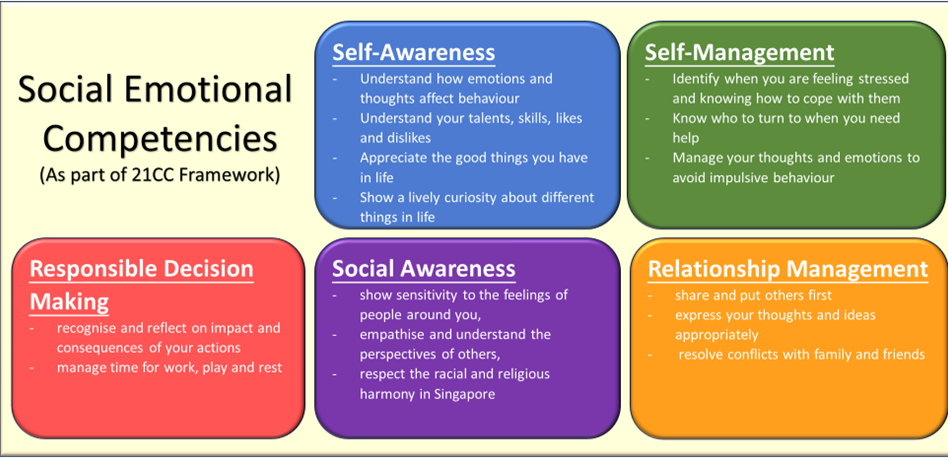 Social Emotional
Competencies
(As part of 21CC Framework)
Self-Awareness
- Understand how emotions and
thoughts affect behaviour
- Understand your talents, skills, likes
and dislikes
- Appreciate the good things you have
in life
- Show a lively curiosity about different
things in life
Self-Management
- Identify when you are feeling stressed
and knowing how to cope with them
- Know who to turn to when you need
help
- Manage your thoughts and emotions to
avoid impulsive behaviour
Responsible Decision
Making
- recognise and reflect on impact and
consequences of your actions
- manage time for work, play and rest
Social Awareness
- show sensitivity to the feelings of
people around you,
- empathise and understand the
perspectives of others,
- respect the racial and religious
harmony in Singapore
Relationship Management
- share and put others first
- express your thoughts and ideas
appropriately
- resolve conflicts with family and friends